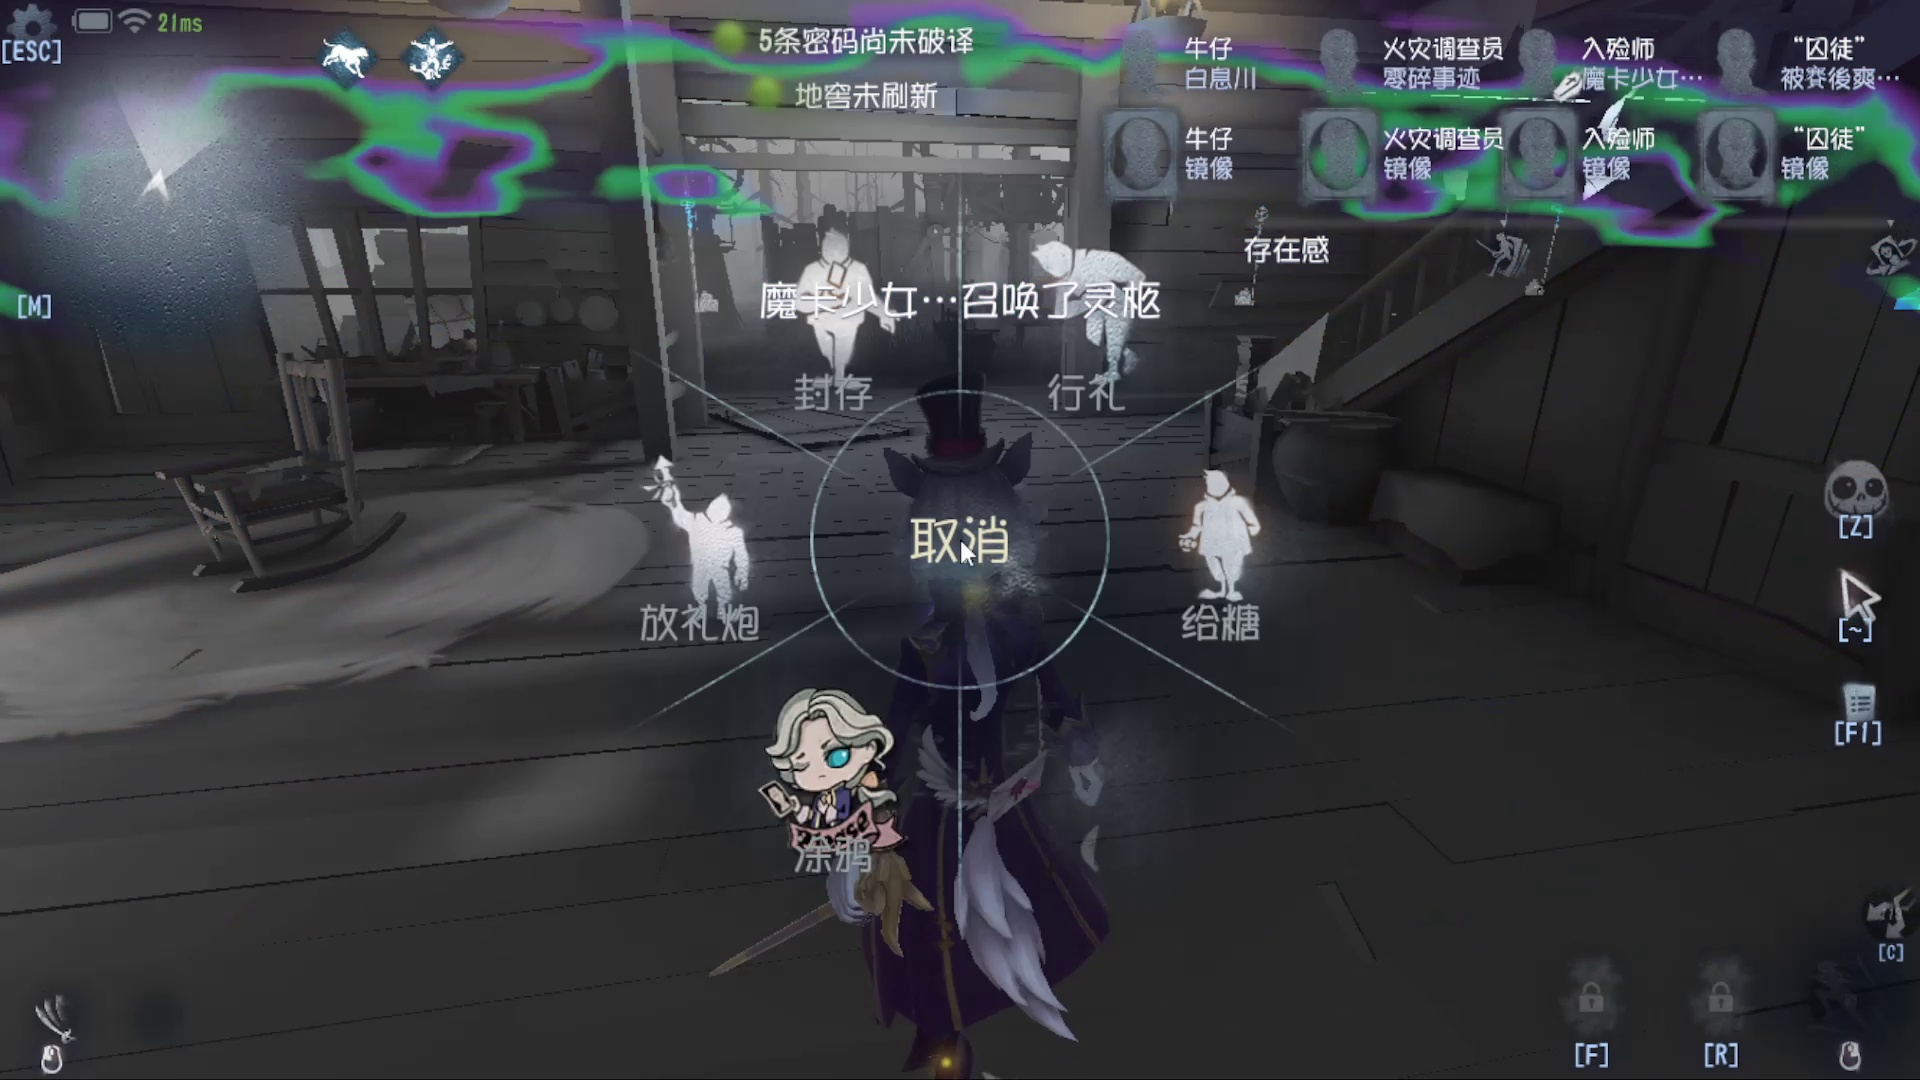 21ms
[ESC]
5条密码尚未破译
地窖未刷新
牛仔
白息川
火灾调查员
零碎事迹
入殓师
魔卡少女…
“囚徒”
被赛後爽…
牛仔
镜像
火灾调查员
镜像
入殓师
镜像
“囚徒”
镜像
存在感
[M]
魔卡少女…召唤了灵柩
封存
行礼
取消
放礼炮
给糖
涂鸦
[Z]
[~]
[F1]
[C]
[F]
[R]